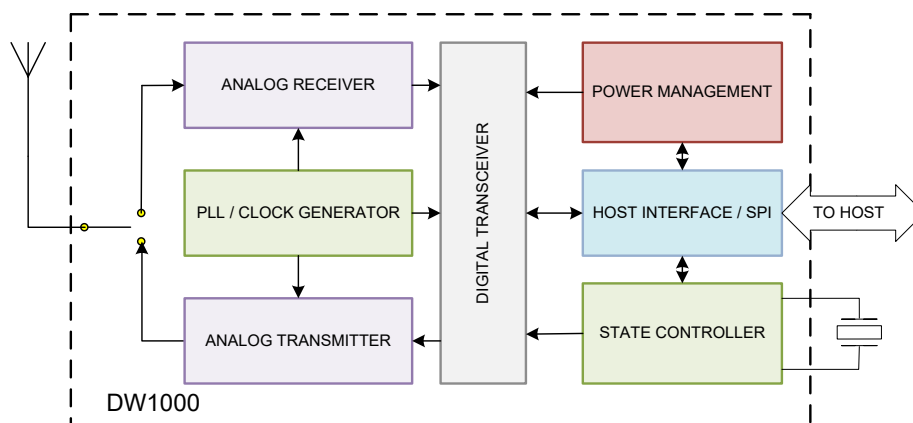 ANALOG RECEIVER
POWER MANAGEMENT
PLL / CLOCK GENERATOR
DIGITAL TRANSCEIVER
HOST INTERFACE / SPI
TO HOST
ANALOG TRANSMITTER
STATE CONTROLLER
DW1000